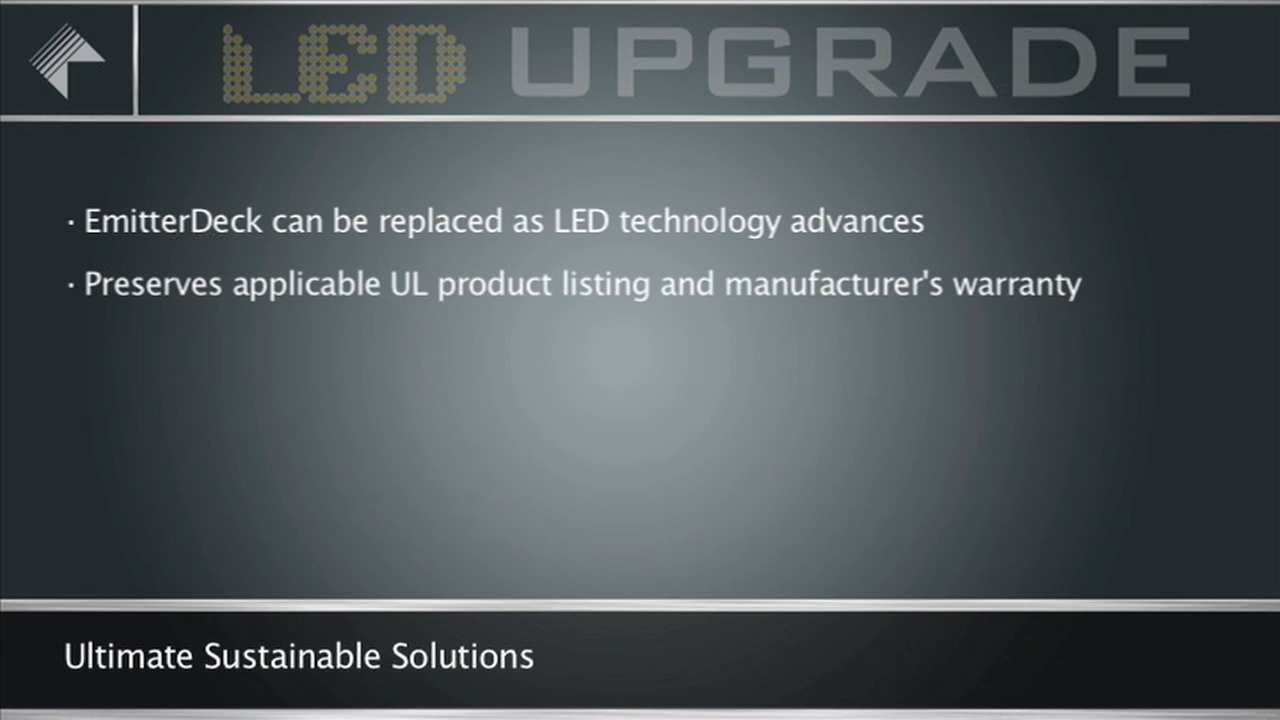 LED UPGRADE
· EmitterDeck can be replaced as LED technology advances
· Preserves applicable UL product listing and manufacturer's warranty
Ultimate Sustainable Solutions